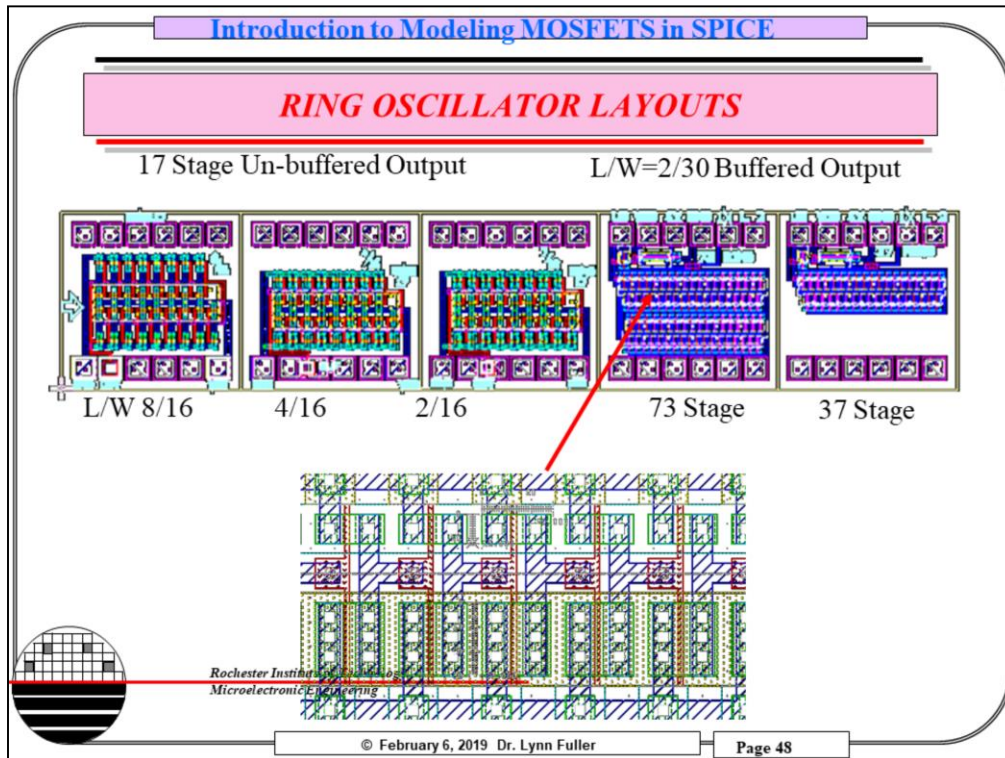 Introduction to Modeling MOSFETS in SPICE
RING OSCILLATOR LAYOUTS
17 Stage Un-buffered Output
L/W=2/30 Buffered Output
L/W 8/16
4/16
2/16
73 Stage
37 Stage
Rochester Institute of
Microelectronic Engineering
© February 6, 2019 Dr. Lynn Fuller
Page 48